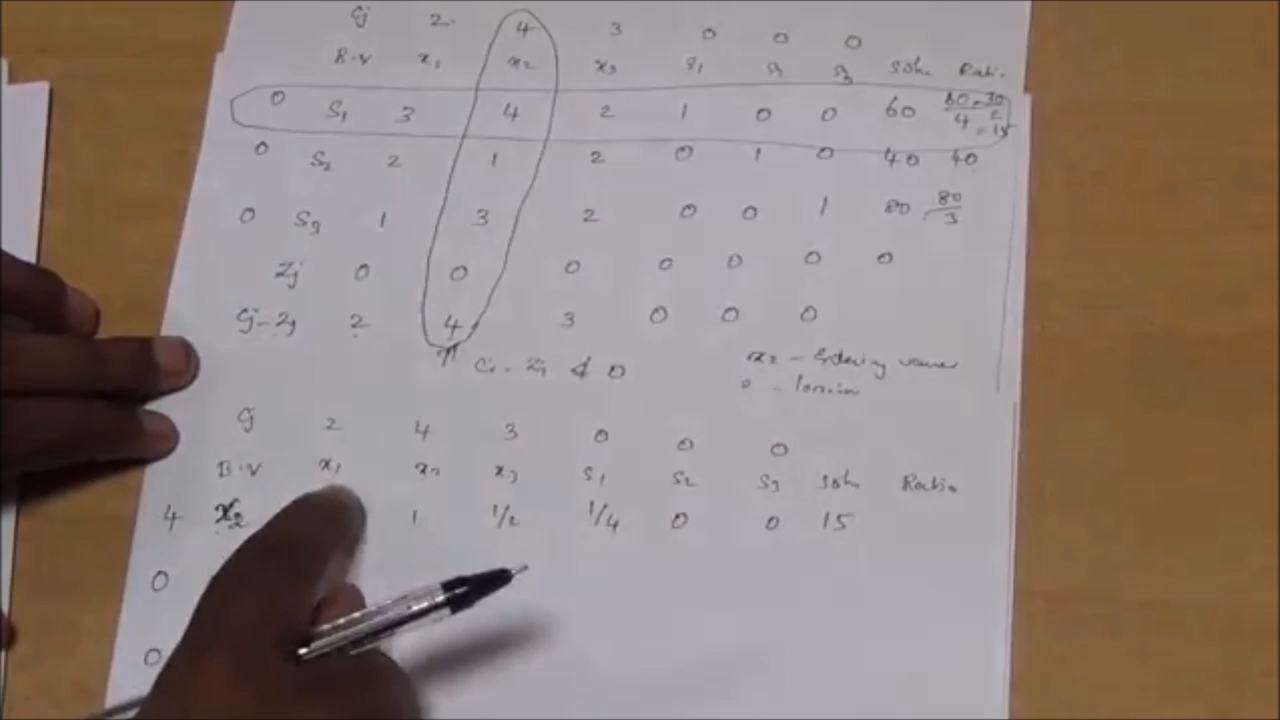 Cj 2 4 3 0 0 0
B.V x₁ x₂ x₃ S₁ S₂ S₃ Soln Ratio
0 S₁ 3 4 2 1 0 0 60 60/4 = 30/2 = 15
0 S₂ 2 1 2 0 1 0 40 40
0 S₃ 1 3 2 0 0 1 80 80/3
Zj 0 0 0 0 0 0 0
Cj-Zj 2 4 3 0 0 0
Cj - Zj ≰ 0
x₂ - Entering
Cj 2 4 3 0 0 0
B.V x₁ x₂ x₃ S₁ S₂ S₃ Soln Ratio
4 x₂ 1 1/2 1/4 0 0 15
0
0